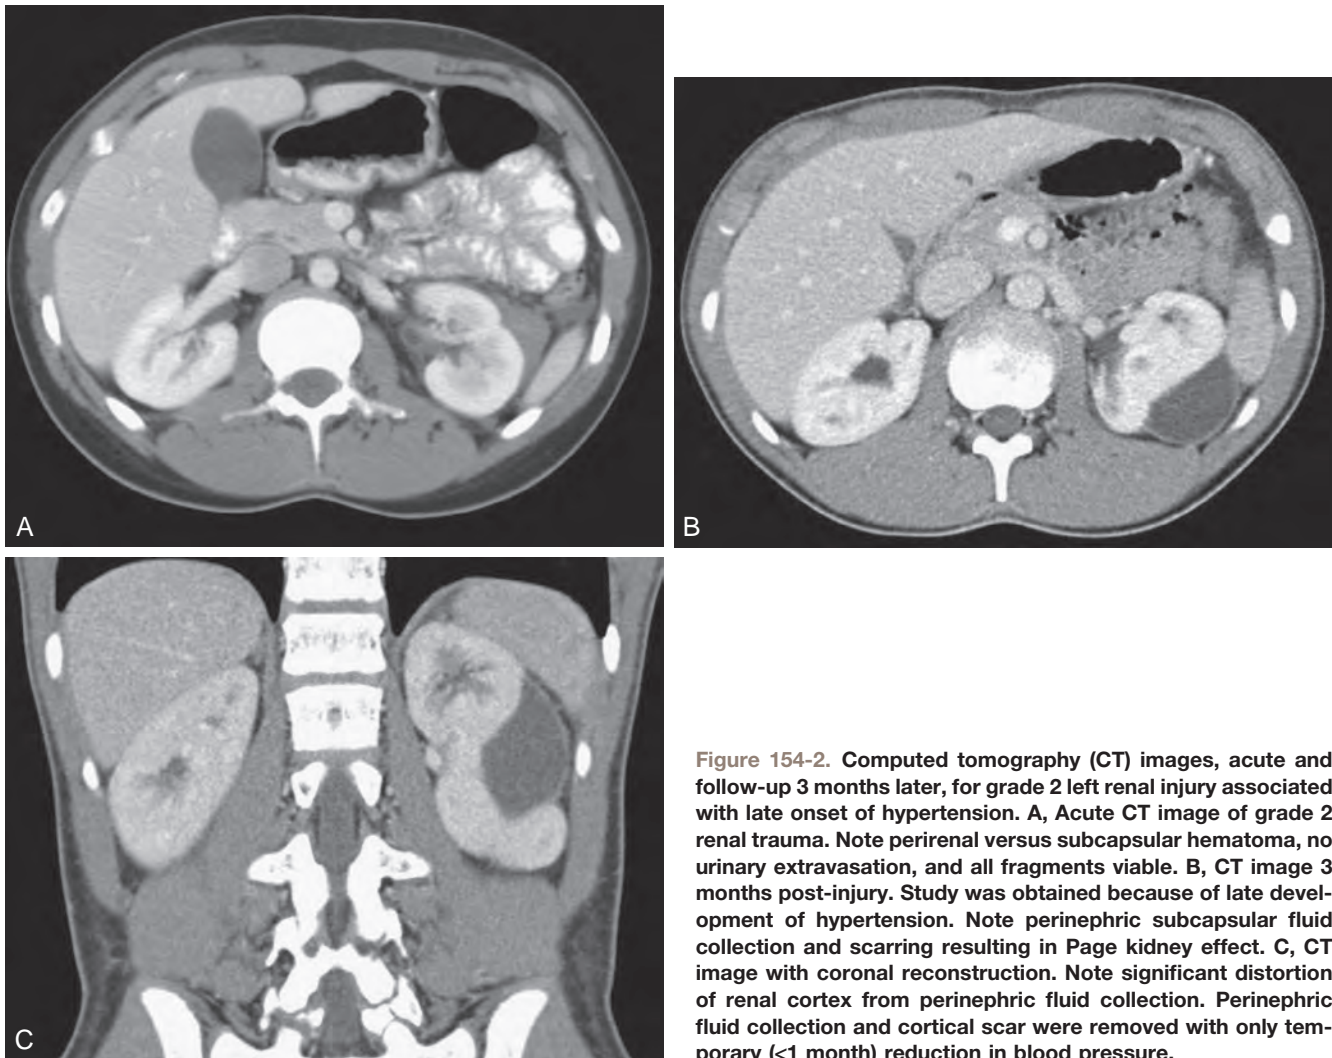 A
B
C
Figure 154-2. Computed tomography (CT) images, acute and
follow-up 3 months later, for grade 2 left renal injury associated
with late onset of hypertension. A, Acute CT image of grade 2
renal trauma. Note perirenal versus subcapsular hematoma, no
urinary extravasation, and all fragments viable. B, CT image 3
months post-injury. Study was obtained because of late devel-
opment of hypertension. Note perinephric subcapsular fluid
collection and scarring resulting in Page kidney effect. C, CT
image with coronal reconstruction. Note significant distortion
of renal cortex from perinephric fluid collection. Perinephric
fluid collection and cortical scar were removed with only tem-
porary (<1 month) reduction in blood pressure.